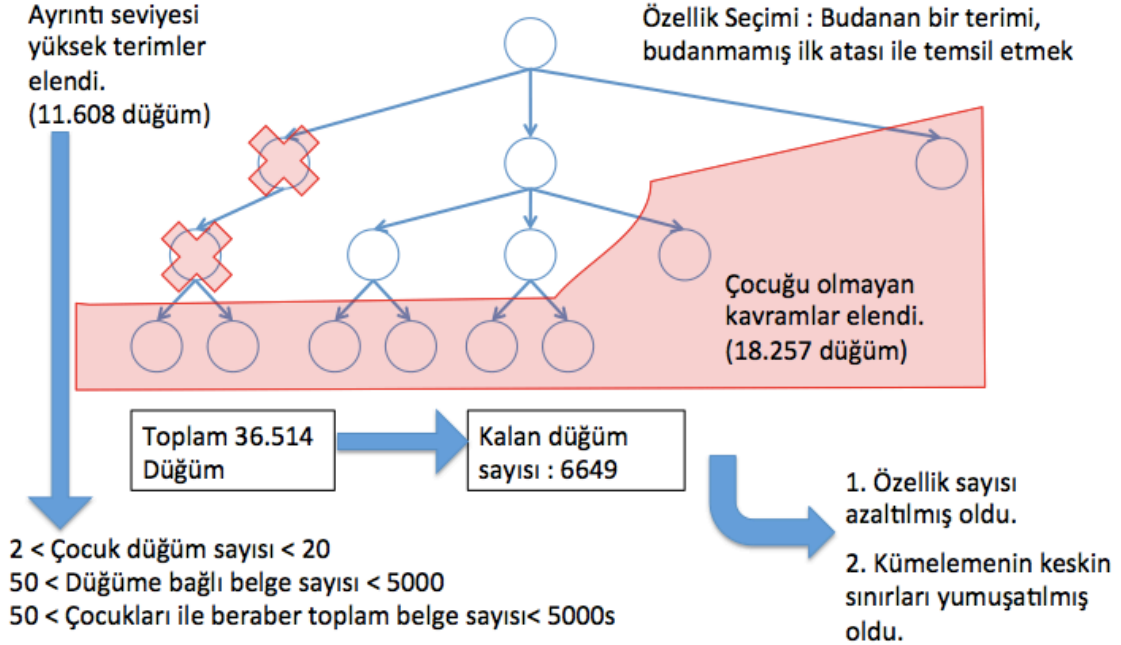 Ayrıntı seviyesi
yüksek terimler
elendi.
(11.608 düğüm)
Özellik Seçimi : Budanan bir terimi,
budanmamış ilk atası ile temsil etmek
Çocuğu olmayan
kavramlar elendi.
(18.257 düğüm)
Toplam 36.514
Düğüm
Kalan düğüm
sayısı : 6649
2 < Çocuk düğüm sayısı < 20
50 < Düğüme bağlı belge sayısı < 5000
50 < Çocukları ile beraber toplam belge sayısı< 5000s
1. Özellik sayısı
azaltılmış oldu.
2. Kümelemenin keskin
sınırları yumuşatılmış
oldu.